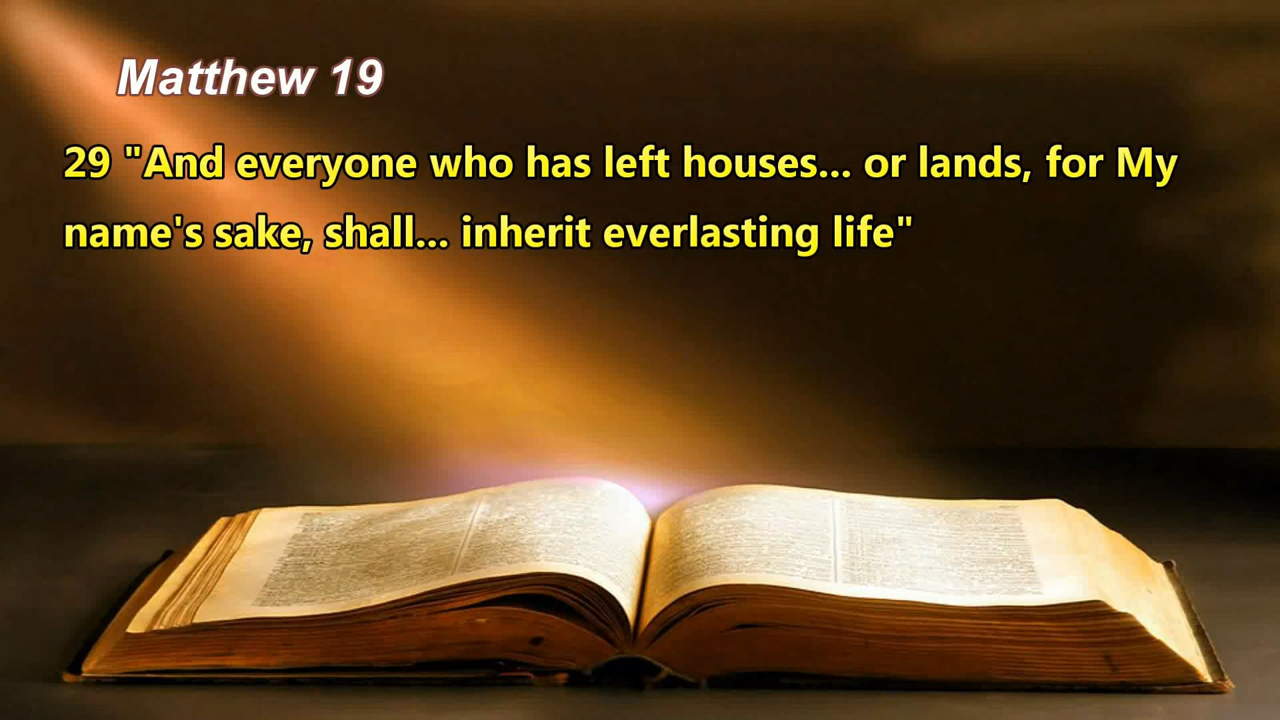 Matthew 19
29 "And everyone who has left houses... or lands, for My
name's sake, shall... inherit everlasting life"